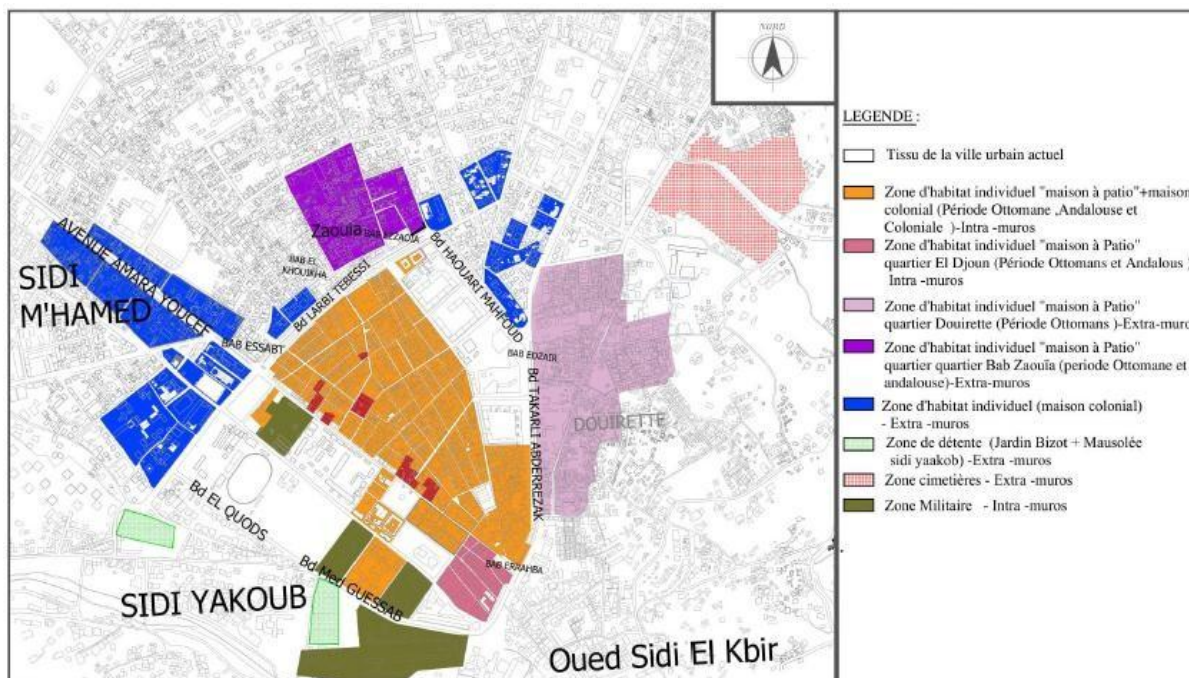 NORD
Zaouia
BAB EZZAOIA
Bd HAOUARI MAHFOUD
BAB EL
KHOUIKHA
Bd LARBI TEBESSI
AVENUE AMARA YOUCEF
SIDI
M'HAMED
BAB ESSABT
BAB EDZAIR
Bd TAKARLI ABDERREZAK
DOUIRETTE
Bd EL QUODS
Bd Med GUESSAB
BAB ERRAHBA
SIDI YAKOUB
Oued Sidi El Kbir
LEGENDE :
Tissu de la ville urbain actuel
Zone d'habitat individuel "maison à patio"+maison
colonial (Période Ottomane ,Andalouse et
Coloniale )-Intra -muros
Zone d'habitat individuel "maison à Patio"
quartier El Djoun (Période Ottomans et Andalous )
Intra -muros
Zone d'habitat individuel "maison à Patio"
quartier Douirette (Période Ottomans )-Extra-muro
Zone d'habitat individuel "maison à Patio"
quartier quartier Bab Zaouïa (periode Ottomane et
andalouse)-Extra-muros
Zone d'habitat individuel (maison colonial)
- Extra -muros
Zone de détente (Jardin Bizot + Mausolée
sidi yaakob) -Extra -muros
Zone cimetières - Extra -muros
Zone Militaire - Intra -muros